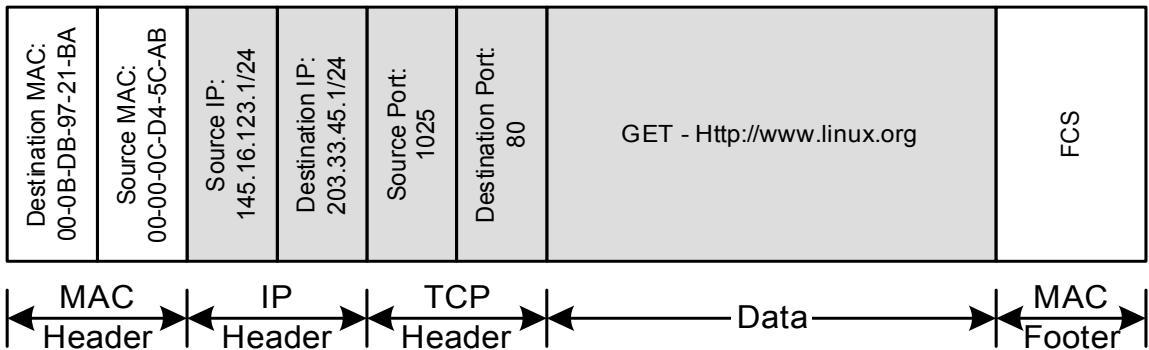 Destination MAC:
00-0B-DB-97-21-BA
Source MAC:
00-00-0C-D4-5C-AB
Source IP:
145.16.123.1/24
Destination IP:
203.33.45.1/24
Source Port:
1025
Destination Port:
80
GET - Http://www.linux.org
FCS
MAC
Header
IP
Header
TCP
Header
Data
MAC
Footer